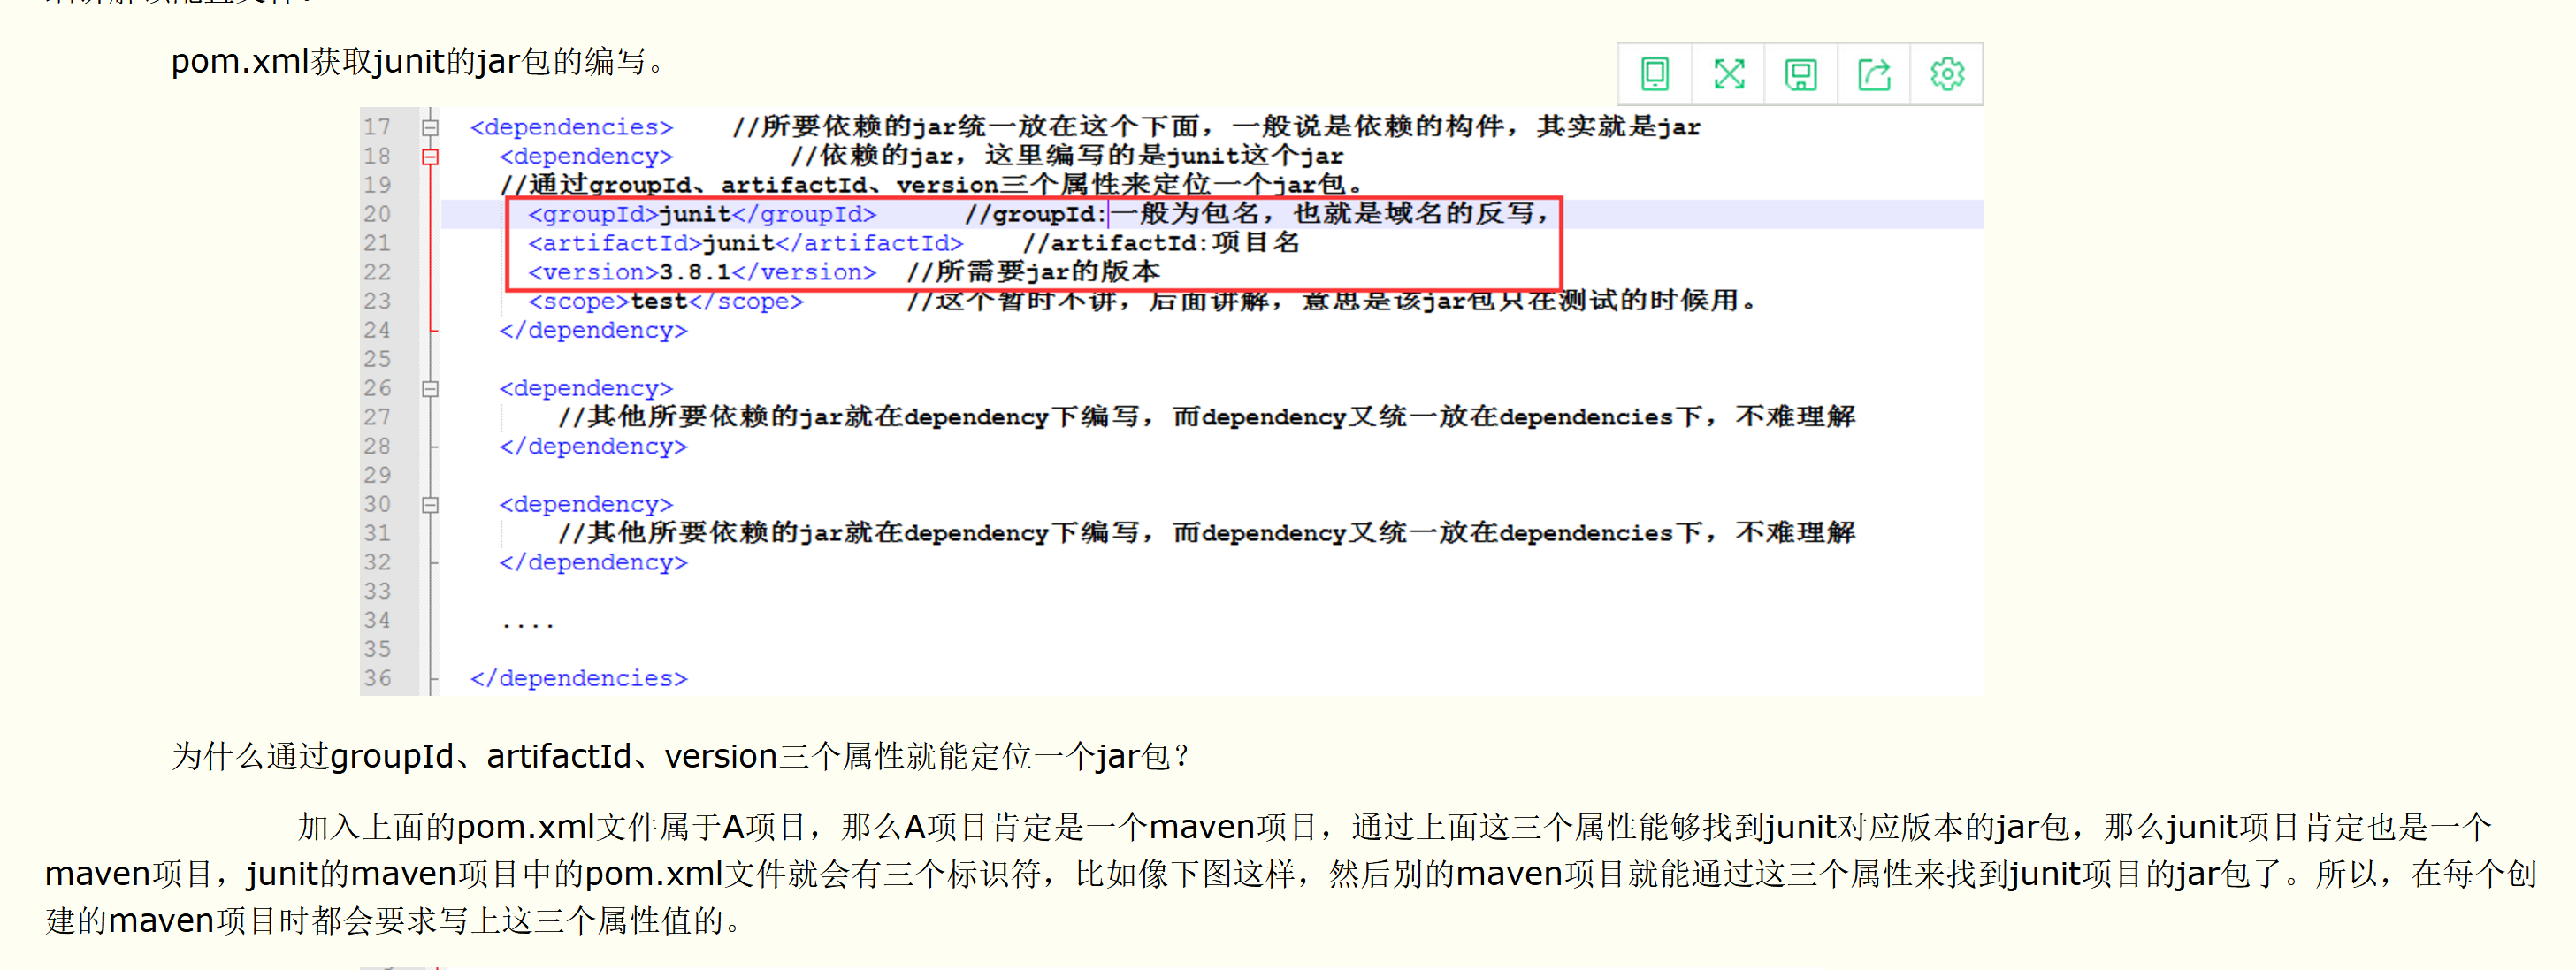 pom.xml获取junit的jar包的编写。
17 <dependencies> //所要依赖的jar统一放在这个下面，一般说是依赖的构件，其实就是jar
18 <dependency> //依赖的jar，这里编写的是junit这个jar
19 //通过groupId、artifactId、version三个属性来定位一个jar包。
20 <groupId>junit</groupId> //groupId:一般为包名，也就是域名的反写，
21 <artifactId>junit</artifactId> //artifactId:项目名
22 <version>3.8.1</version> //所需要jar的版本
23 <scope>test</scope> //这个暂时不讲，后面讲解，意思是该jar包只在测试的时候用。
24 </dependency>
25
26 <dependency>
27 //其他所要依赖的jar就在dependency下编写，而dependency又统一放在dependencies下，不难理解
28 </dependency>
29
30 <dependency>
31 //其他所要依赖的jar就在dependency下编写，而dependency又统一放在dependencies下，不难理解
32 </dependency>
33
34 ....
35
36 </dependencies>
为什么通过groupId、artifactId、version三个属性就能定位一个jar包？
加入上面的pom.xml文件属于A项目，那么A项目肯定是一个maven项目，通过上面这三个属性能够找到junit对应版本的jar包，那么junit项目肯定也是一个
maven项目，junit的maven项目中的pom.xml文件就会有三个标识符，比如像下图这样，然后别的maven项目就能通过这三个属性来找到junit项目的jar包了。所以，在每个创
建的maven项目时都会要求写上这三个属性值的。